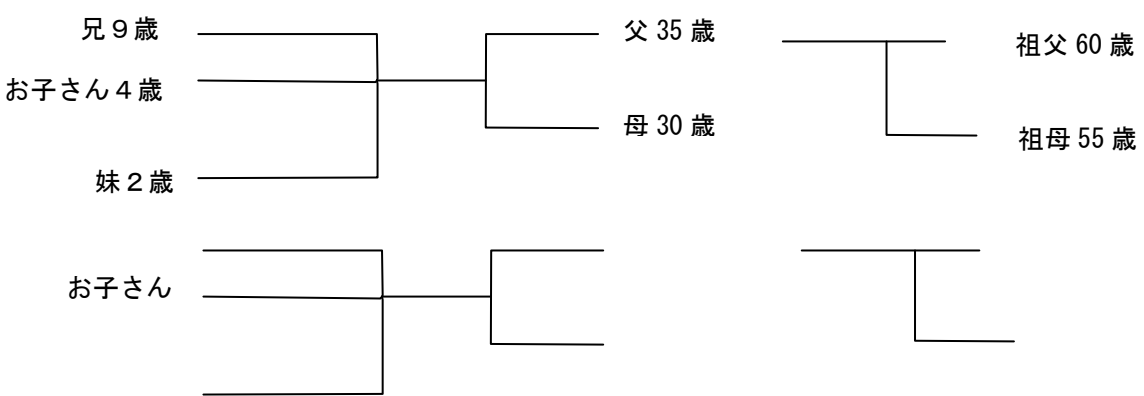 兄９歳
父 35 歳
祖父 60 歳
お子さん４歳
母 30 歳
祖母 55 歳
妹２歳
お子さん